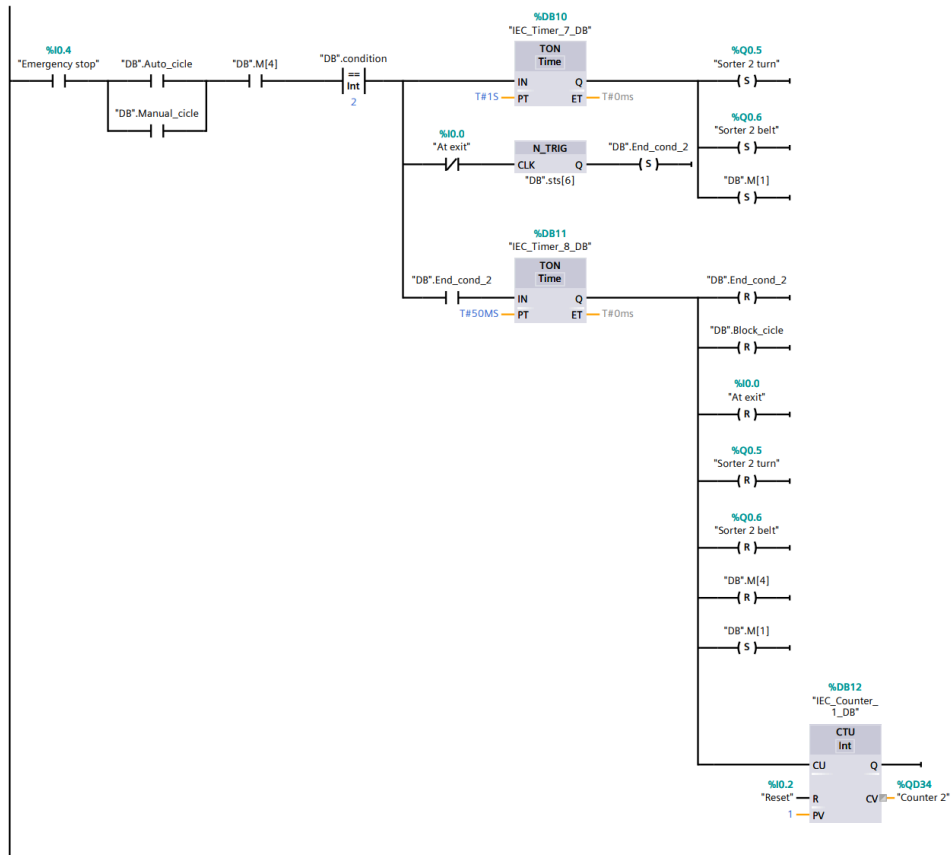 %DB10
"IEC_Timer_7_DB"
%I0.4
"Emergency stop"
"DB".Auto_cicle
"DB".M[4]
"DB".condition
TON
Time
%Q0.5
"Sorter 2 turn"
==
Int
2
IN
Q
S
T#1S
PT
ET
T#0ms
"DB".Manual_cicle
%Q0.6
"Sorter 2 belt"
S
%I0.0
"At exit"
N_TRIG
CLK
Q
"DB".sts[6]
"DB".End_cond_2
S
"DB".M[1]
S
%DB11
"IEC_Timer_8_DB"
TON
Time
"DB".End_cond_2
IN
Q
T#50MS
PT
ET
T#0ms
"DB".End_cond_2
R
"DB".Block_cicle
R
%I0.0
"At exit"
R
%Q0.5
"Sorter 2 turn"
R
%Q0.6
"Sorter 2 belt"
R
"DB".M[4]
R
"DB".M[1]
S
%DB12
"IEC_Counter_
1_DB"
CTU
Int
CU
Q
%I0.2
"Reset"
R
CV
%QD34
"Counter 2"
1
PV